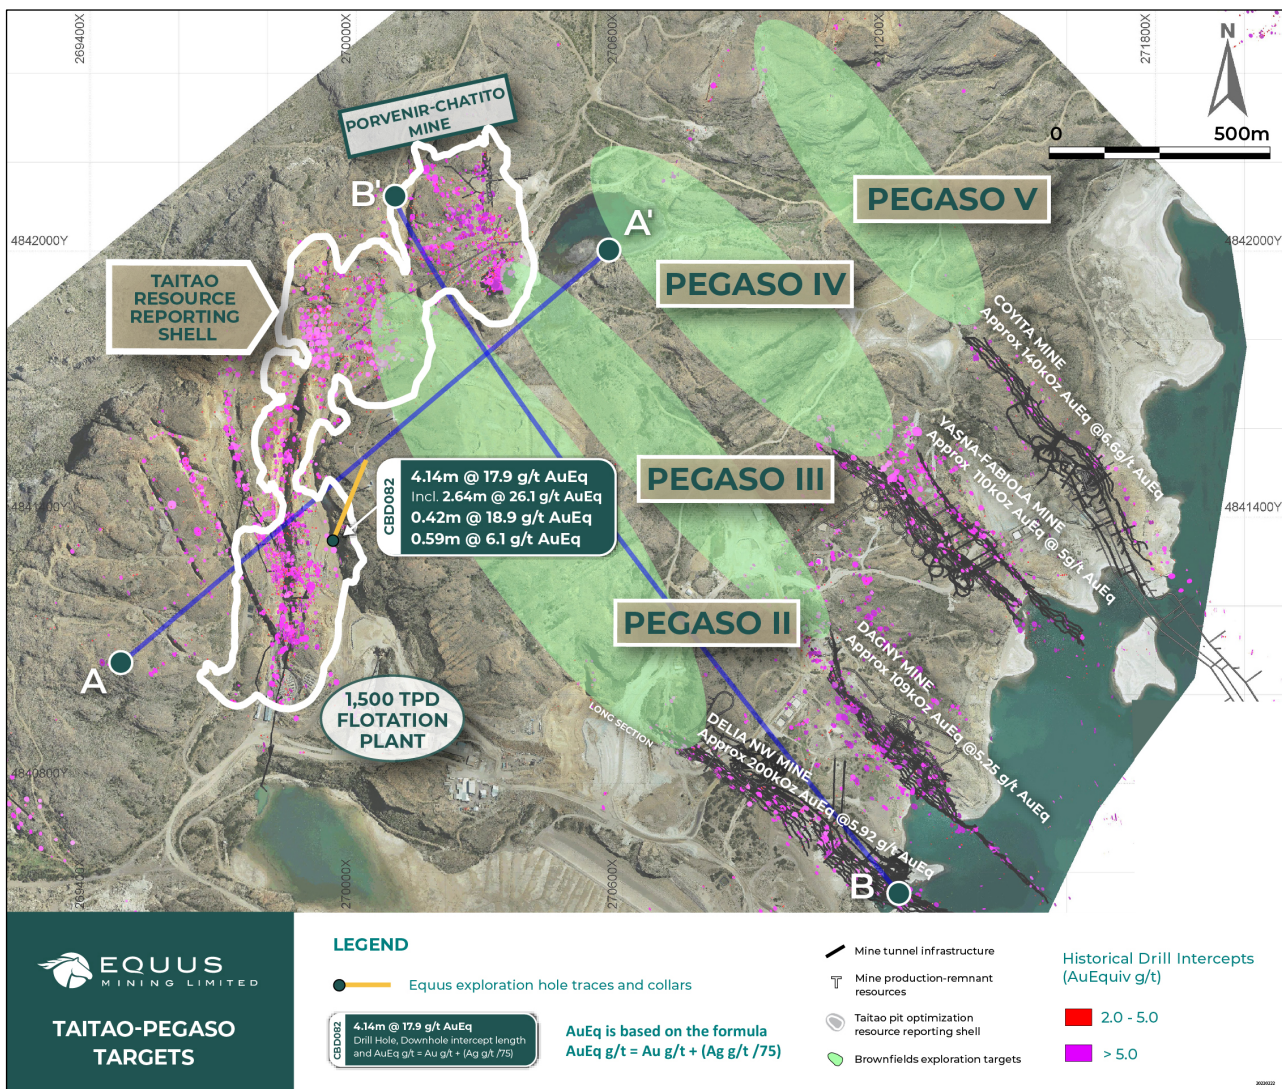 269400X
270000X
270600X
271200X
271800X
N
0 500m
PORVENIR-CHATITO
MINE
B'
A'
PEGASO V
4842000Y
4842000Y
TAITAO
RESOURCE
REPORTING
SHELL
PEGASO IV
COYITA MINE
Approx 140kOz AuEq @6.6g/t AuEq
YASNA-FABIOLA MINE
Approx 110kOz AuEq @ 5g/t AuEq
PEGASO III
CBD082
4.14m @ 17.9 g/t AuEq
Incl. 2.64m @ 26.1 g/t AuEq
0.42m @ 18.9 g/t AuEq
0.59m @ 6.1 g/t AuEq
4841400Y
PEGASO II
DAGNY MINE
Approx 109kOz AuEq @5.25 g/t AuEq
A
1,500 TPD
FLOTATION
PLANT
LONG SECTION
DELIA NW MINE
Approx 200kOz AuEq @5.92 g/t AuEq
4840800Y
B
269400X
270000X
270600X
EQUUS
MINING LIMITED
TAITAO-PEGASO
TARGETS
LEGEND
Equus exploration hole traces and collars
CBD082
4.14m @ 17.9 g/t AuEq
Drill Hole, Downhole intercept length
and AuEq g/t = Au g/t + (Ag g/t /75)
AuEq is based on the formula
AuEq g/t = Au g/t + (Ag g/t /75)
Mine tunnel infrastructure
Mine production-remnant
resources
Taitao pit optimization
resource reporting shell
Brownfields exploration targets
Historical Drill Intercepts
(AuEquiv g/t)
2.0 - 5.0
> 5.0